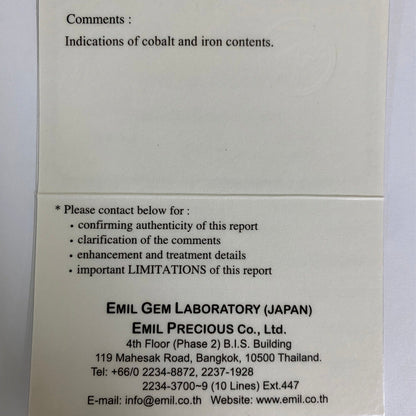 Comments :
Indications of cobalt and iron contents.
* Please contact below for :
• confirming authenticity of this report
• clarification of the comments
• enhancement and treatment details
• important LIMITATIONS of this report
EMIL GEM LABORATORY (JAPAN)
EMIL PRECIOUS Co., Ltd.
4th Floor (Phase 2) B.I.S. Building
119 Mahesak Road, Bangkok, 10500 Thailand.
Tel: +66/0 2234-8872, 2237-1928
2234-3700~9 (10 Lines) Ext.447
E-mail: info@emil.co.th Website: www.emil.co.th